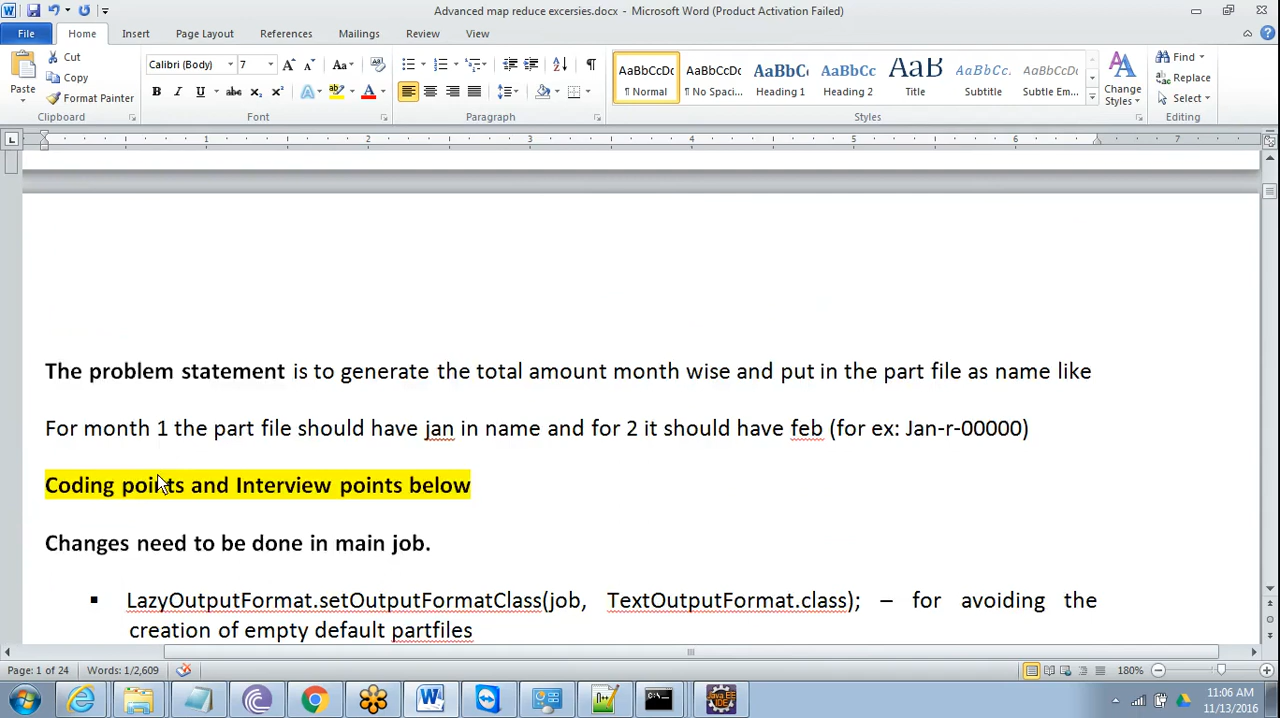 Advanced map reduce excersies.docx - Microsoft Word (Product Activation Failed)
File Home Insert Page Layout References Mailings Review View
Paste
Cut
Copy
Format Painter
Clipboard
Calibri (Body) 7
Font
Paragraph
AaBbCcDc AaBbCcDc AaBbC AaBbCc AaB AaBbCc. AaBbCcDc
¶ Normal ¶ No Spaci... Heading 1 Heading 2 Title Subtitle Subtle Em...
Change Styles
Styles
Find
Replace
Select
Editing
1 2 3 4 5 6 7
The problem statement is to generate the total amount month wise and put in the part file as name like
For month 1 the part file should have jan in name and for 2 it should have feb (for ex: Jan-r-00000)
Coding points and Interview points below
Changes need to be done in main job.
▪ LazyOutputFormat.setOutputFormatClass(job, TextOutputFormat.class); – for avoiding the
creation of empty default partfiles
Page: 1 of 24 Words: 1/2,609 180%
11:06 AM
11/13/2016